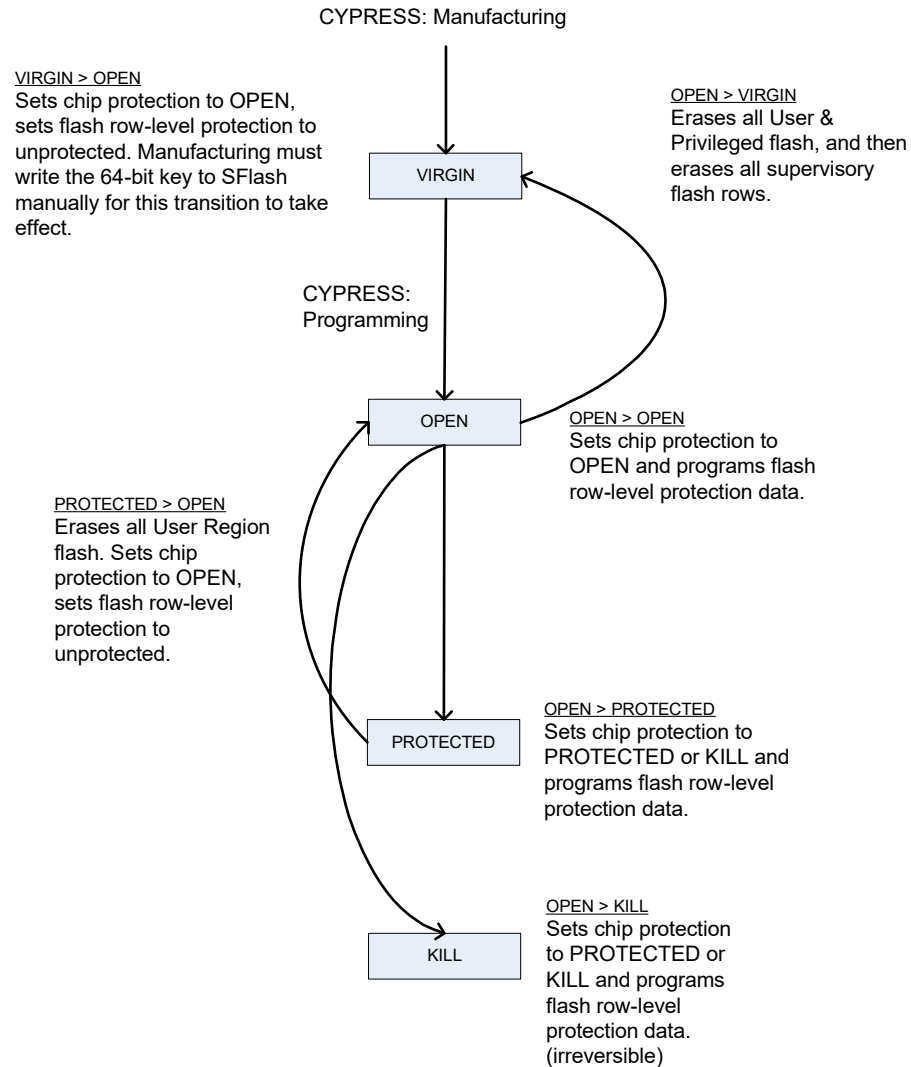 CYPRESS: Manufacturing
VIRGIN > OPEN
Sets chip protection to OPEN,
sets flash row-level protection to
unprotected. Manufacturing must
write the 64-bit key to SFlash
manually for this transition to take
effect.
OPEN > VIRGIN
Erases all User &
Privileged flash, and then
erases all supervisory
flash rows.
VIRGIN
CYPRESS:
Programming
OPEN
OPEN > OPEN
Sets chip protection to
OPEN and programs flash
row-level protection data.
PROTECTED > OPEN
Erases all User Region
flash. Sets chip
protection to OPEN,
sets flash row-level
protection to
unprotected.
PROTECTED
OPEN > PROTECTED
Sets chip protection to
PROTECTED or KILL and
programs flash row-level
protection data.
KILL
OPEN > KILL
Sets chip protection
to PROTECTED or
KILL and programs
flash row-level
protection data.
(irreversible)